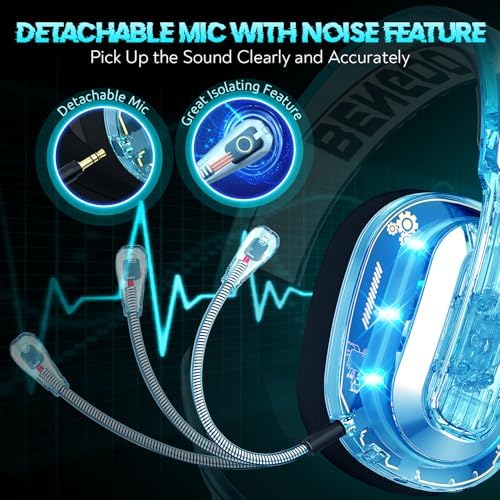 DETACHABLE MIC WITH NOISE FEATURE
Pick Up the Sound Clearly and Accurately
Detachable Mic
Great Isolating Feature
BENGOO